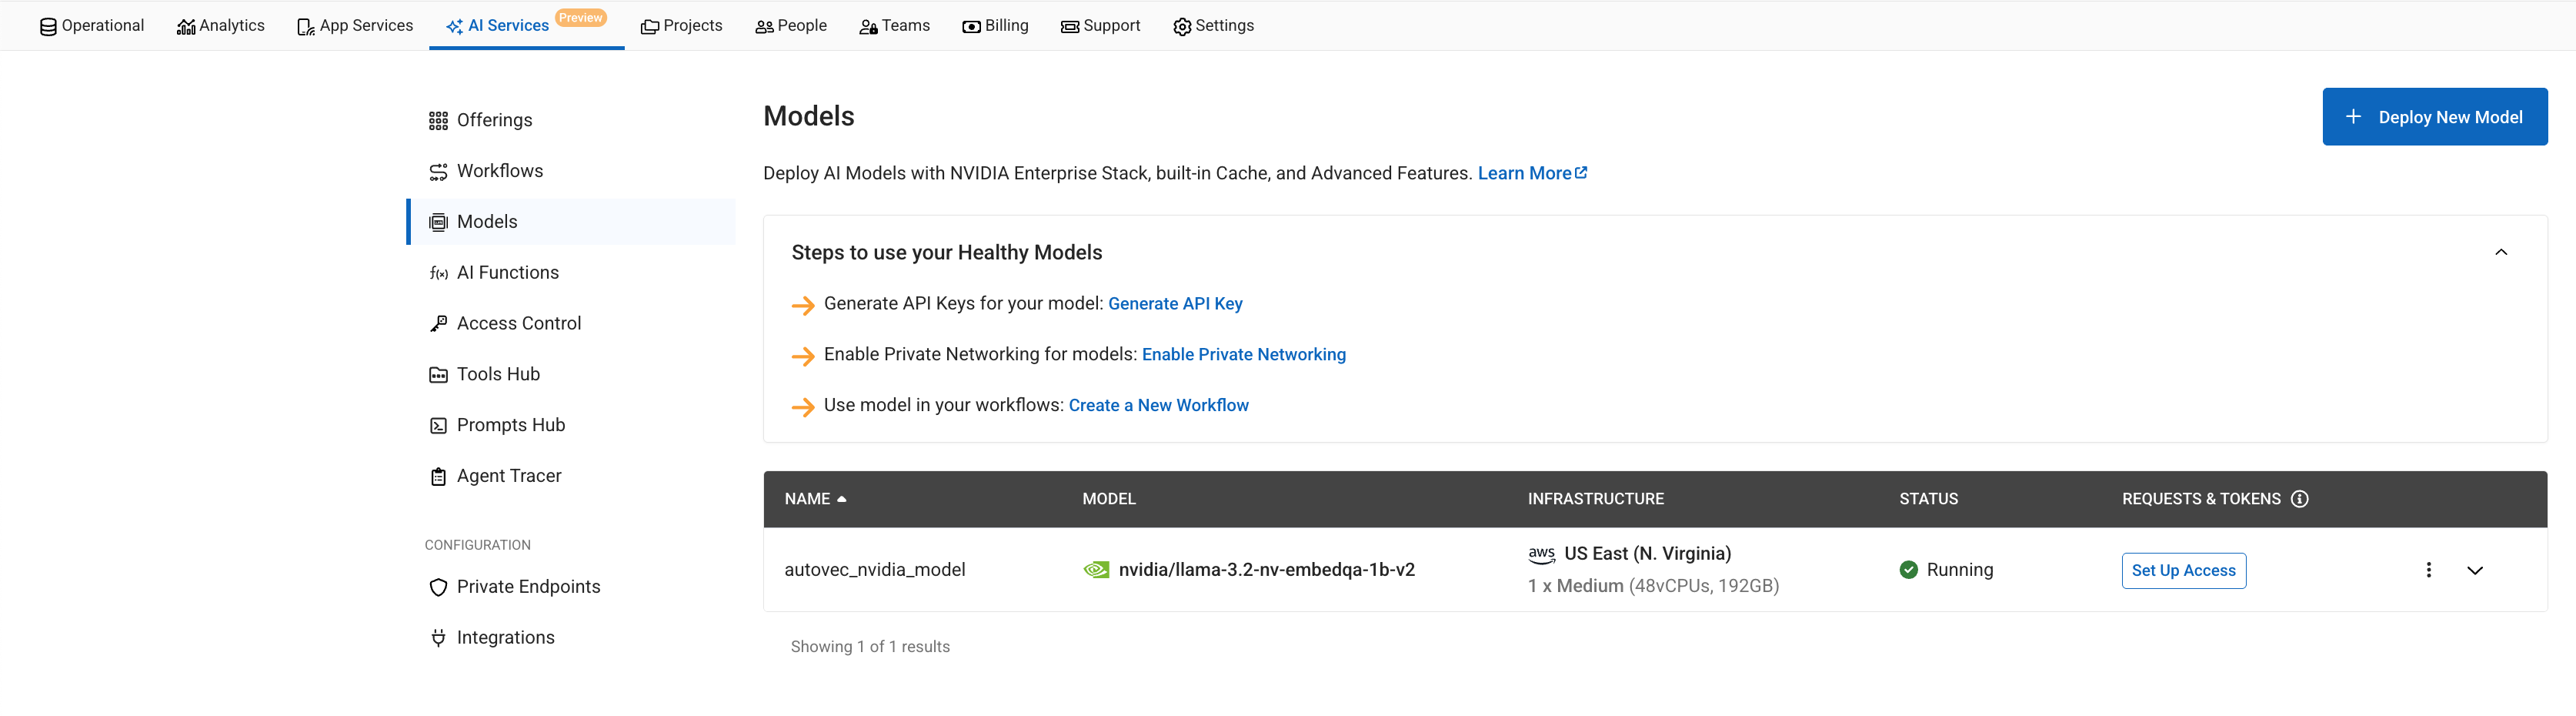 Operational Analytics App Services AI Services Preview Projects People Teams Billing Support Settings
Offerings
Workflows
Models
AI Functions
Access Control
Tools Hub
Prompts Hub
Agent Tracer
CONFIGURATION
Private Endpoints
Integrations
Models
Deploy New Model
Deploy AI Models with NVIDIA Enterprise Stack, built-in Cache, and Advanced Features. Learn More
Steps to use your Healthy Models
Generate API Keys for your model: Generate API Key
Enable Private Networking for models: Enable Private Networking
Use model in your workflows: Create a New Workflow
NAME MODEL INFRASTRUCTURE STATUS REQUESTS & TOKENS
autovec_nvidia_model nvidia/llama-3.2-nv-embedqa-1b-v2 aws US East (N. Virginia) Running Set Up Access
1 x Medium (48vCPUs, 192GB)
Showing 1 of 1 results